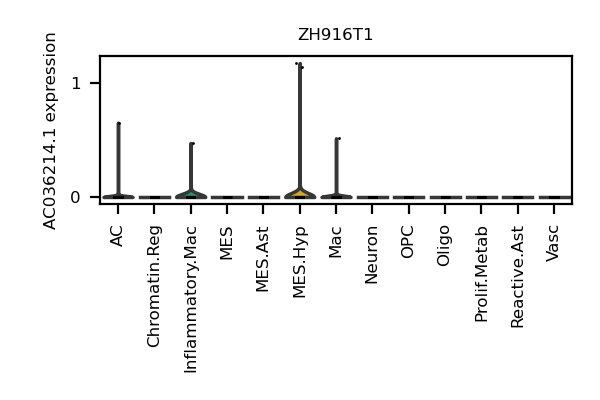 ZH916T1
AC036214.1 expression
1
0
AC
Chromatin.Reg
Inflammatory.Mac
MES
MES.Ast
MES.Hyp
Mac
Neuron
OPC
Oligo
Prolif.Metab
Reactive.Ast
Vasc